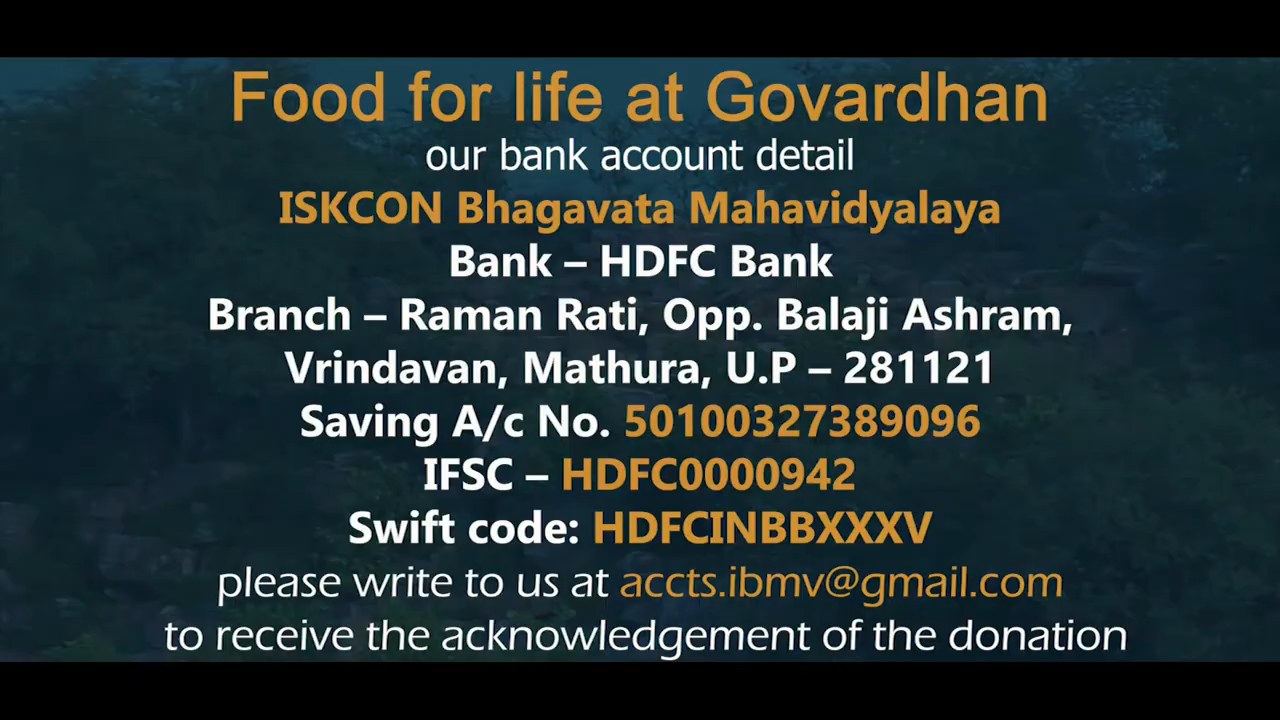 Food for life at Govardhan
our bank account detail
ISKCON Bhagavata Mahavidyalaya
Bank – HDFC Bank
Branch – Raman Rati, Opp. Balaji Ashram,
Vrindavan, Mathura, U.P – 281121
Saving A/c No. 50100327389096
IFSC – HDFC0000942
Swift code: HDFCINBBXXXV
please write to us at accts.ibmv@gmail.com
to receive the acknowledgement of the donation